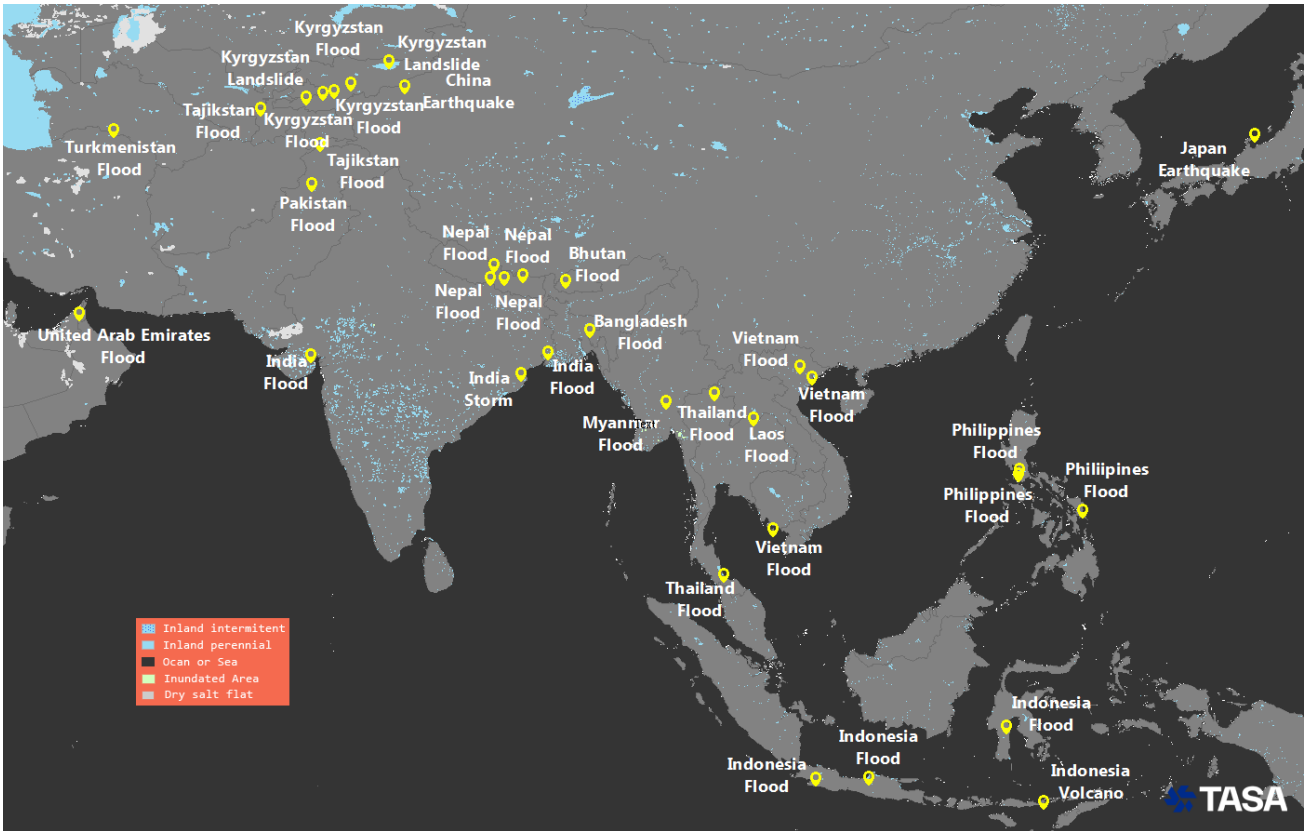 Kyrgyzstan
Flood
Kyrgyzstan
Landslide
Kyrgyzstan
Landslide
China
Earthquake
Tajikstan
Flood
Kyrgyzstan
Flood
Kyrgyzstan
Flood
Turkmenistan
Flood
Tajikstan
Flood
Pakistan
Flood
Japan
Earthquake
Nepal
Flood
Nepal
Flood
Bhutan
Flood
Nepal
Flood
Nepal
Flood
United Arab Emirates
Flood
Bangladesh
Flood
India
Flood
India
Flood
India
Storm
Vietnam
Flood
Vietnam
Flood
Myanmar
Flood
Thailand
Flood
Laos
Flood
Philippines
Flood
Philippines
Flood
Philiipines
Flood
Vietnam
Flood
Thailand
Flood
Inland intermitent
Inland perennial
Ocan or Sea
Inundated Area
Dry salt flat
Indonesia
Flood
Indonesia
Flood
Indonesia
Flood
Indonesia
Volcano
TASA